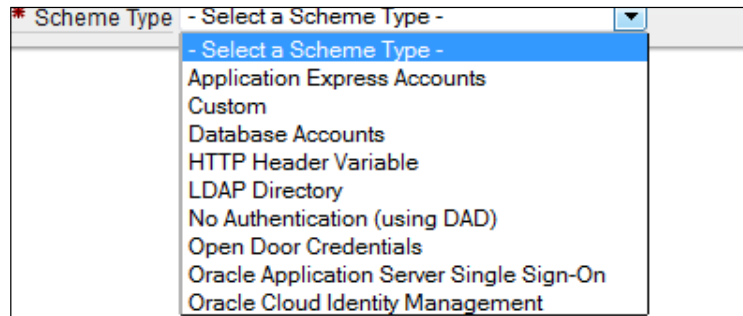 * Scheme Type - Select a Scheme Type -
- Select a Scheme Type -
Application Express Accounts
Custom
Database Accounts
HTTP Header Variable
LDAP Directory
No Authentication (using DAD)
Open Door Credentials
Oracle Application Server Single Sign-On
Oracle Cloud Identity Management